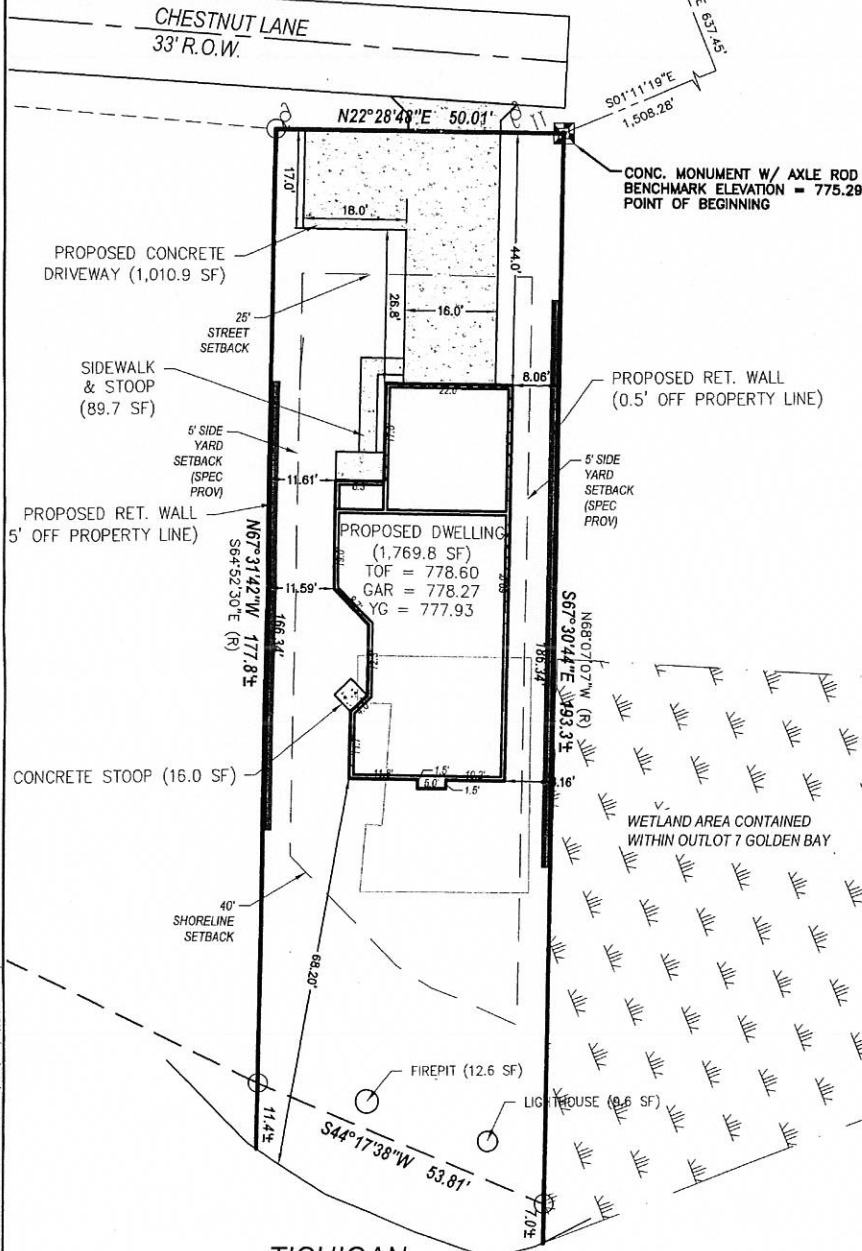 CHESTNUT LANE
33' R.O.W.
637.45'
S01°11'19"E
1,508.28'
N22°28'48"E 50.01'
CONC. MONUMENT W/ AXLE ROD
BENCHMARK ELEVATION = 775.29
POINT OF BEGINNING
17.0'
18.0'
PROPOSED CONCRETE
DRIVEWAY (1,010.9 SF)
44.0'
26.8'
16.0'
25'
STREET
SETBACK
SIDEWALK
& STOOP
(89.7 SF)
8.06'
22.0'
PROPOSED RET. WALL
(0.5' OFF PROPERTY LINE)
5' SIDE
YARD
SETBACK
(SPEC
PROV)
5' SIDE
YARD
SETBACK
(SPEC
PROV)
11.61'
PROPOSED RET. WALL
5' OFF PROPERTY LINE)
PROPOSED DWELLING
(1,769.8 SF)
TOF = 778.60
GAR = 778.27
YG = 777.93
11.59'
N67°31'42"W 177.8'±
S64°52'30"E (R)
166.34'
N68°07'07"W (R)
S67°30'44"E 193.3'±
186.34'
CONCRETE STOOP (16.0 SF)
1.5'
5.0'
10.2'
1.5'
.16'
WETLAND AREA CONTAINED
WITHIN OUTLOT 7 GOLDEN BAY
40'
SHORELINE
SETBACK
68.20'
FIREPIT (12.6 SF)
LIGHTHOUSE (9.6 SF)
11.4'±
S44°17'38"W 53.81'
7.0'±
TICHIGAN